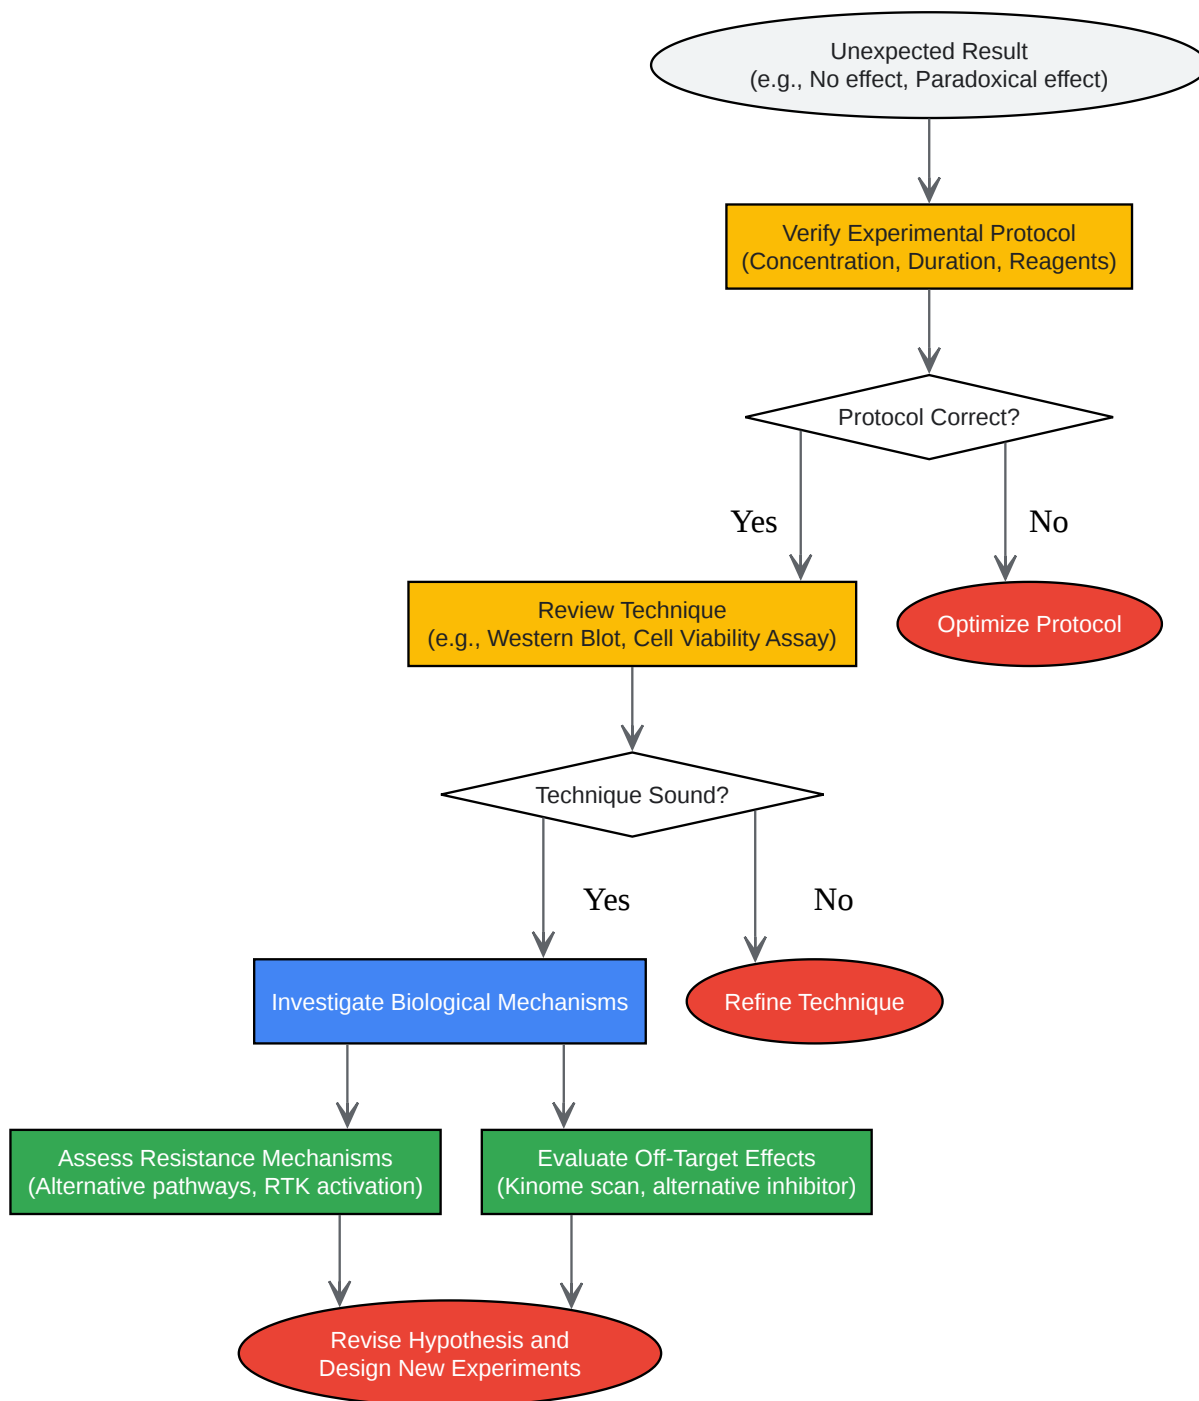 Unexpected Result
(e.g., No effect, Paradoxical effect)
Verify Experimental Protocol
(Concentration, Duration, Reagents)
Protocol Correct?
Yes
No
Review Technique
(e.g., Western Blot, Cell Viability Assay)
Optimize Protocol
Technique Sound?
Yes
No
Investigate Biological Mechanisms
Refine Technique
Assess Resistance Mechanisms
(Alternative pathways, RTK activation)
Evaluate Off-Target Effects
(Kinome scan, alternative inhibitor)
Revise Hypothesis and
Design New Experiments